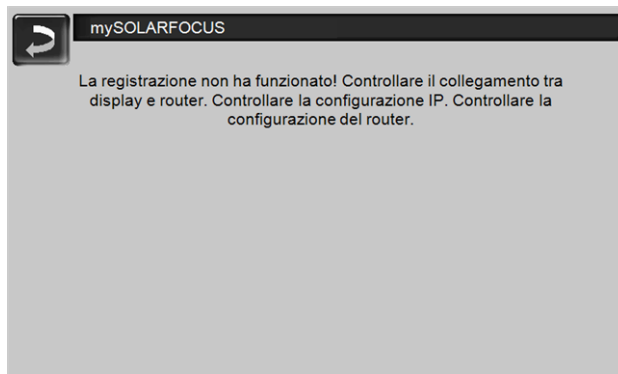 mySOLARFOCUS
La registrazione non ha funzionato! Controllare il collegamento tra
display e router. Controllare la configurazione IP. Controllare la
configurazione del router.